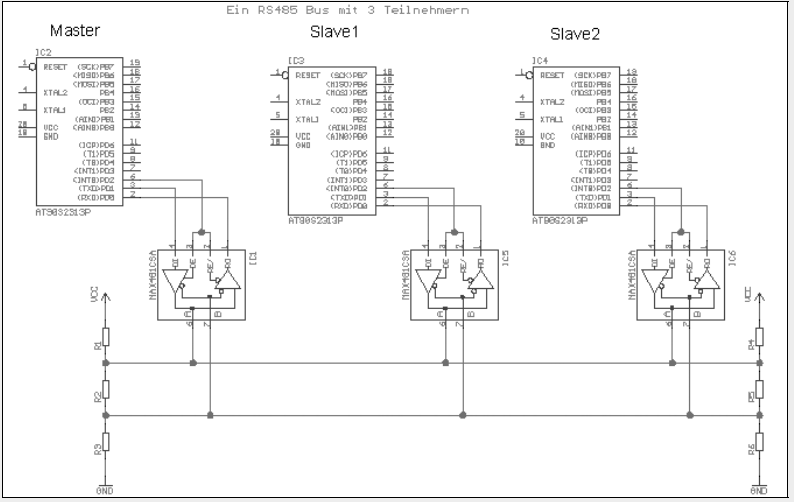 Ein RS485 Bus mit 3 Teilnehmern
Master
Slave1
Slave2
IC2
1 RESET (SCK)PB7 19
(MISO)PB6 18
(MOSI)PB5 17
4 XTAL2 PB4 16
(OCI)PB3 15
5 XTAL1 PB2 14
(AIN1)PB1 13
20 VCC (AIN0)PB0 12
10 GND
(ICP)PD6 11
(T1)PD5 9
(T0)PD4 8
(INT1)PD3 7
(INT0)PD2 6
(TXD)PD1 3
(RXD)PD0 2
AT90S2313P
IC3
1 RESET (SCK)PB7 19
(MISO)PB6 18
(MOSI)PB5 17
4 XTAL2 PB4 16
(OCI)PB3 15
5 XTAL1 PB2 14
(AIN1)PB1 13
20 VCC (AIN0)PB0 12
10 GND
(ICP)PD6 11
(T1)PD5 9
(T0)PD4 8
(INT1)PD3 7
(INT0)PD2 6
(TXD)PD1 3
(RXD)PD0 2
AT90S2313P
IC4
1 RESET (SCK)PB7 19
(MISO)PB6 18
(MOSI)PB5 17
4 XTAL2 PB4 16
(OCI)PB3 15
5 XTAL1 PB2 14
(AIN1)PB1 13
20 VCC (AIN0)PB0 12
10 GND
(ICP)PD6 11
(T1)PD5 9
(T0)PD4 8
(INT1)PD3 7
(INT0)PD2 6
(TXD)PD1 3
(RXD)PD0 2
AT90S2313P
4 3 2 1
DI DE RE/ RO
MAX481CSA
IC1
A B
6 7
4 3 2 1
DI DE RE/ RO
MAX481CSA
IC5
A B
6 7
4 3 2 1
DI DE RE/ RO
MAX481CSA
IC6
A B
6 7
VCC
R1
R2
R3
GND
VCC
R4
R5
R6
GND